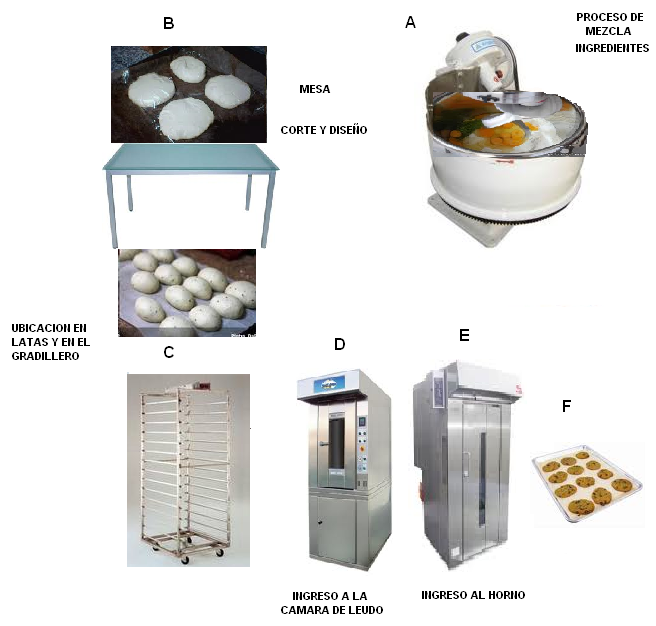 B
A
PROCESO DE
MEZCLA
INGREDIENTES
MESA
CORTE Y DISEÑO
UBICACION EN
LATAS Y EN EL
GRADILLERO
C
D
E
F
INGRESO A LA
CAMARA DE LEUDO
INGRESO AL HORNO